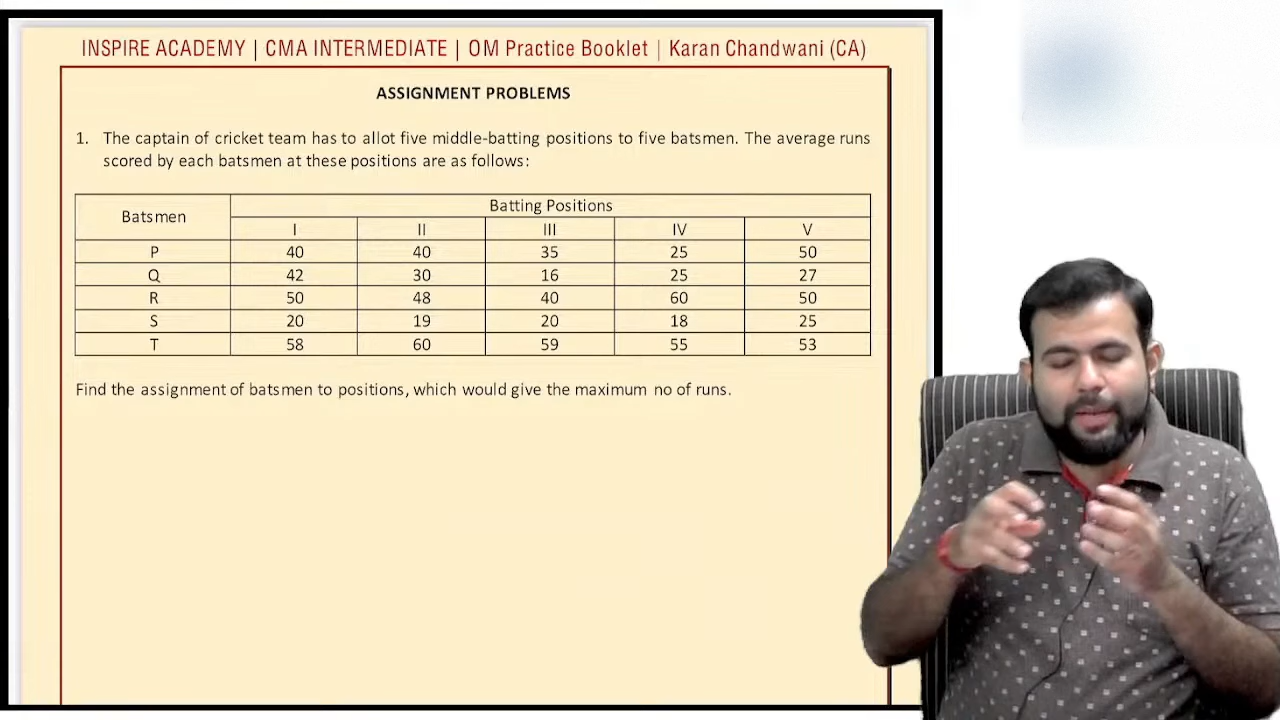 INSPIRE ACADEMY | CMA INTERMEDIATE | OM Practice Booklet | Karan Chandwani (CA)
ASSIGNMENT PROBLEMS
1. The captain of cricket team has to allot five middle-batting positions to five batsmen. The average runs
scored by each batsmen at these positions are as follows:
Batsmen Batting Positions
I II III IV V
P 40 40 35 25 50
Q 42 30 16 25 27
R 50 48 40 60 50
S 20 19 20 18 25
T 58 60 59 55 53
Find the assignment of batsmen to positions, which would give the maximum no of runs.